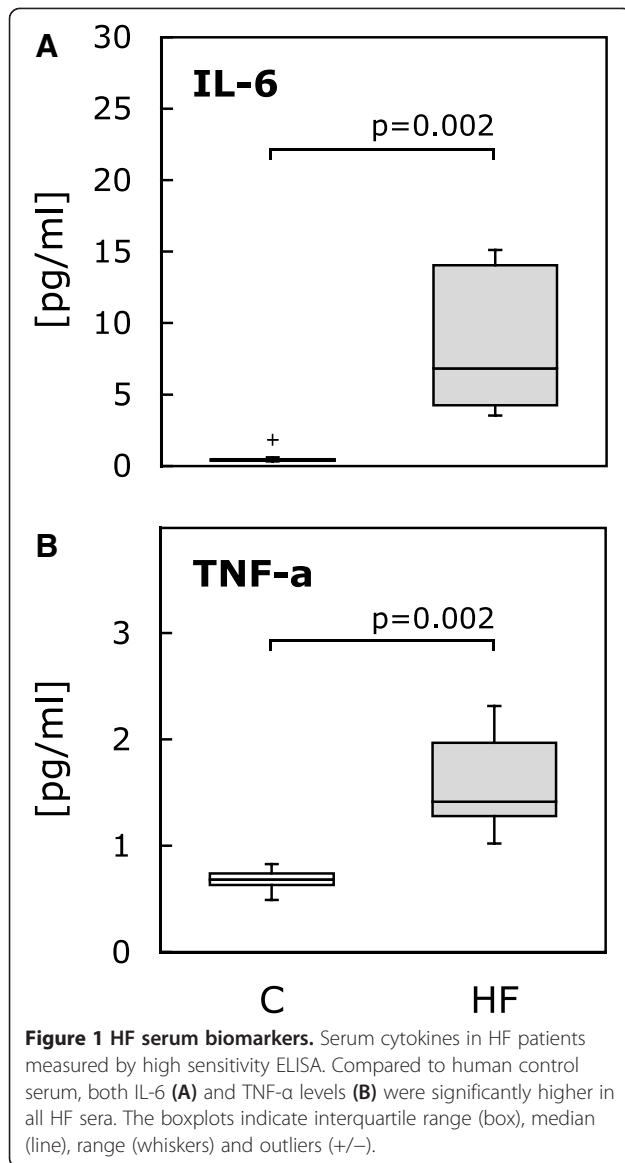 A
IL-6
30
25
20
15
10
5
0
[pg/ml]
p=0.002
+
B
TNF-a
3
2
1
0
[pg/ml]
p=0.002
C HF
Figure 1 HF serum biomarkers. Serum cytokines in HF patients
measured by high sensitivity ELISA. Compared to human control
serum, both IL-6 (A) and TNF-α levels (B) were significantly higher in
all HF sera. The boxplots indicate interquartile range (box), median
(line), range (whiskers) and outliers (+/−).